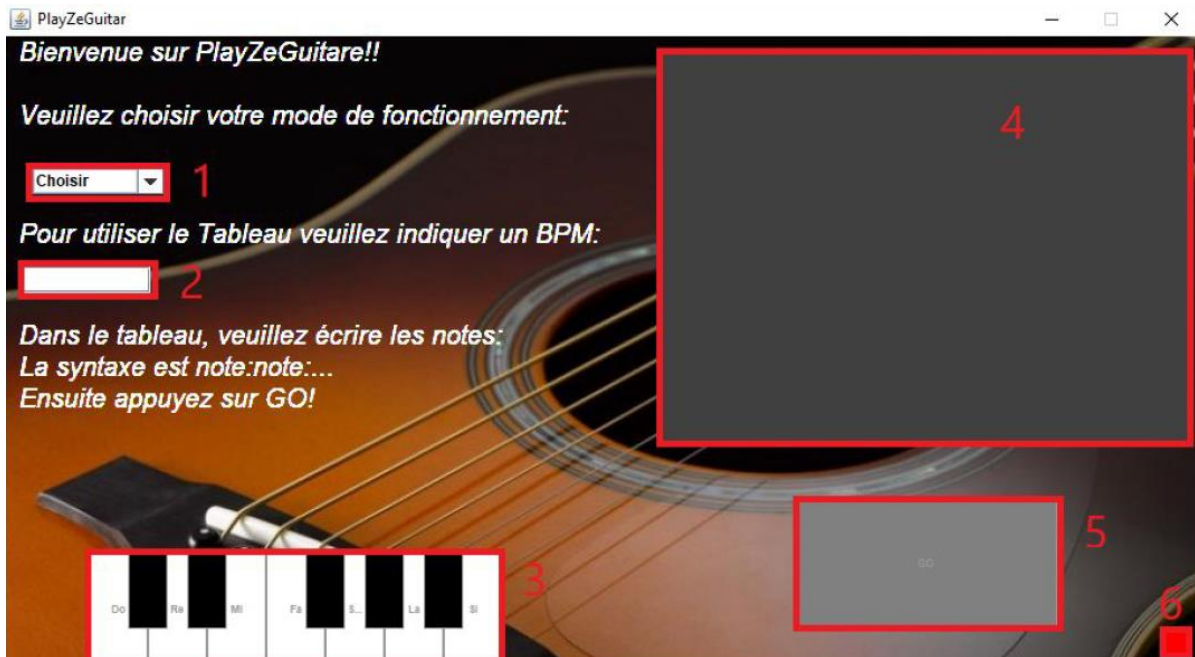 PlayZeGuitar
Bienvenue sur PlayZeGuitare!!
Veuillez choisir votre mode de fonctionnement:
Choisir
1
Pour utiliser le Tableau veuillez indiquer un BPM:
2
Dans le tableau, veuillez écrire les notes:
La syntaxe est note:note:...
Ensuite appuyez sur GO!
4
GO
5
Do Re Mi Fa S... La Si
3
6